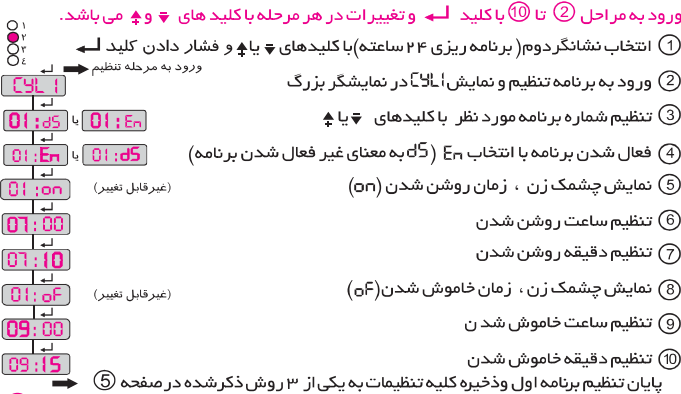 ورود به مراحل ② تا ⑩ با کلید ↲ و تغییرات در هر مرحله با کلید های ▼ و ▲ می باشد.
۱
۲
۳
٤
① انتخاب نشانگر دوم( برنامه ریزی ۲۴ ساعته) با کلیدهای ▼ یا ▲ و فشار دادن کلید ↲
ورود به مرحله تنظیم
② ورود به برنامه تنظیم و نمایش CYL1 در نمایشگر بزرگ
CYL1
③ تنظیم شماره برنامه مورد نظر با کلیدهای ▼ یا ▲
01:En یا 01:dS
④ فعال شدن برنامه با انتخاب En (dS به معنای غیر فعال شدن برنامه)
01:dS یا 01:En
⑤ نمایش چشمک زن ، زمان روشن شدن (on)
(غیرقابل تغییر) 01:on
⑥ تنظیم ساعت روشن شدن
07:00
⑦ تنظیم دقیقه روشن شدن
07:10
⑧ نمایش چشمک زن ، زمان خاموش شدن (oF)
(غیرقابل تغییر) 01:oF
⑨ تنظیم ساعت خاموش شد ن
09:00
⑩ تنظیم دقیقه خاموش شدن
09:15
پایان تنظیم برنامه اول وذخیره کلیه تنظیمات به یکی از ۳ روش ذکرشده در صفحه ⑤